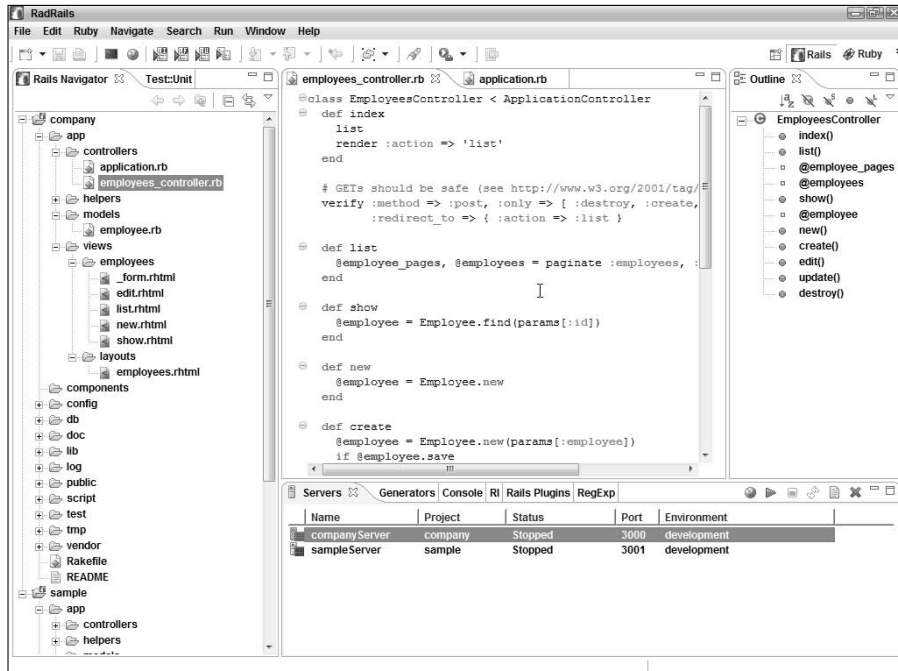 RadRails
File Edit Ruby Navigate Search Run Window Help
Rails Ruby
Rails Navigator Test::Unit
company
app
controllers
application.rb
employees_controller.rb
helpers
models
employee.rb
views
employees
_form.rhtml
edit.rhtml
list.rhtml
new.rhtml
show.rhtml
layouts
employees.rhtml
components
config
db
doc
lib
log
public
script
test
tmp
vendor
Rakefile
README
sample
app
controllers
helpers
employees_controller.rb application.rb
class EmployeesController < ApplicationController
def index
list
render :action => 'list'
end
# GETs should be safe (see http://www.w3.org/2001/tag/
verify :method => :post, :only => [ :destroy, :create,
:redirect_to => { :action => :list }
def list
@employee_pages, @employees = paginate :employees, :
end
def show
@employee = Employee.find(params[:id])
end
def new
@employee = Employee.new
end
def create
@employee = Employee.new(params[:employee])
if @employee.save
Outline
EmployeesController
index()
list()
@employee_pages
@employees
show()
@employee
new()
create()
edit()
update()
destroy()
Servers Generators Console RI Rails Plugins RegExp
Name Project Status Port Environment
companyServer company Stopped 3000 development
sampleServer sample Stopped 3001 development